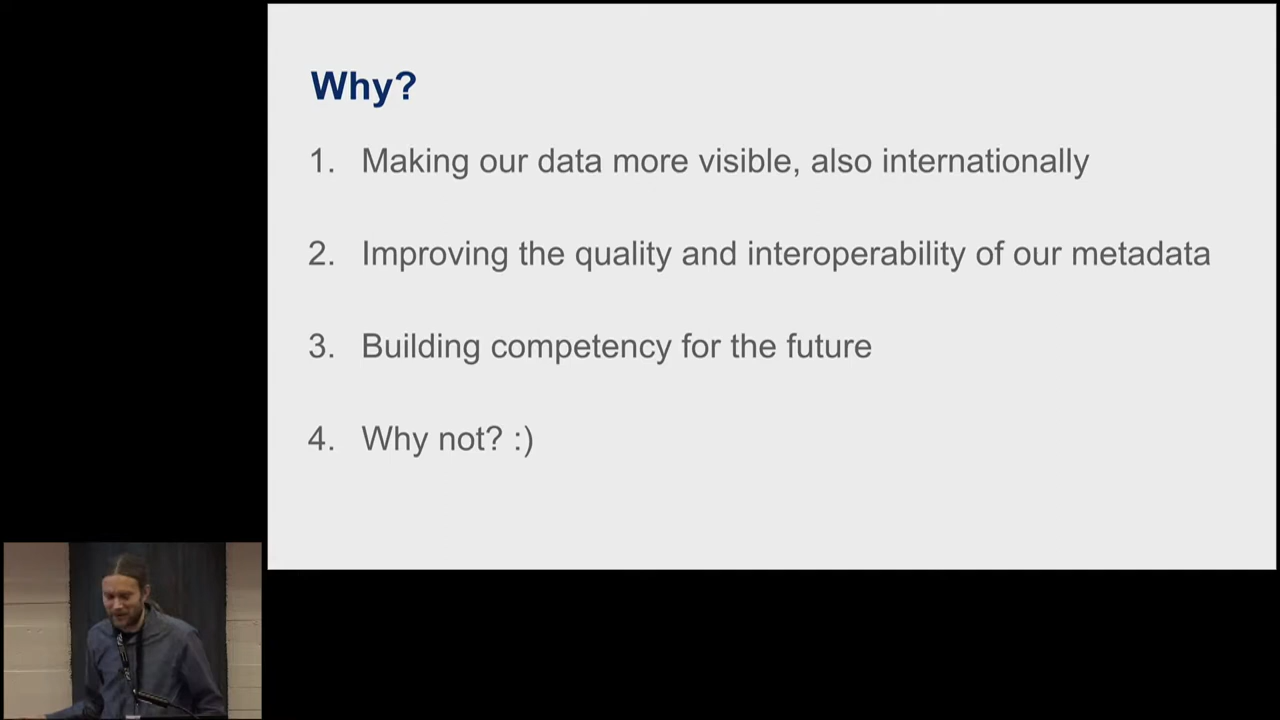 Why?
1. Making our data more visible, also internationally
2. Improving the quality and interoperability of our metadata
3. Building competency for the future
4. Why not? :)